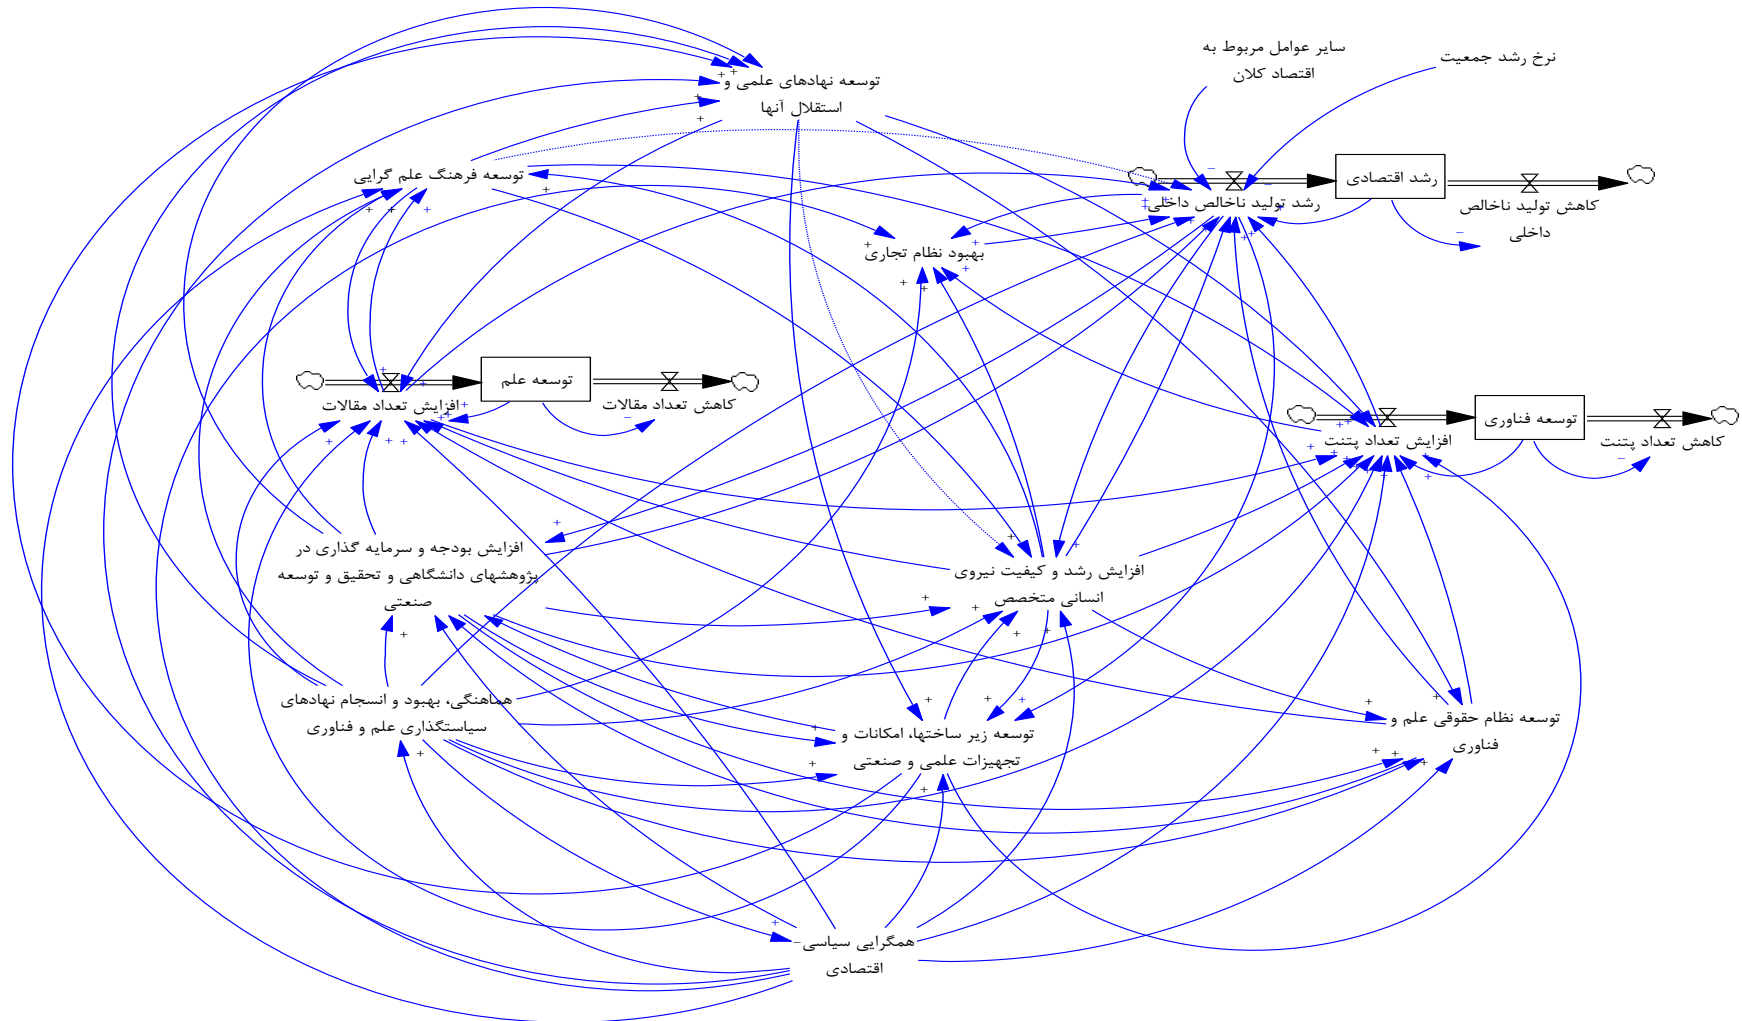 سایر عوامل مربوط به
اقتصاد کلان
نرخ رشد جمعیت
توسعه نهادهای علمی و
استقلال آنها
توسعه فرهنگ علم گرایی
رشد اقتصادی
رشد تولید ناخالص داخلی
کاهش تولید ناخالص
داخلی
بهبود نظام تجاری
توسعه علم
افزایش تعداد مقالات
کاهش تعداد مقالات
توسعه فناوری
افزایش تعداد پتنت
کاهش تعداد پتنت
افزایش بودجه و سرمایه گذاری در
پژوهشهای دانشگاهی و تحقیق و توسعه
صنعتی
افزایش رشد و کیفیت نیروی
انسانی متخصص
هماهنگی، بهبود و انسجام نهادهای
سیاستگذاری علم و فناوری
توسعه زیر ساختها، امکانات و
تجهیزات علمی و صنعتی
توسعه نظام حقوقی علم و
فناوری
همگرایی سیاسی-
اقتصادی